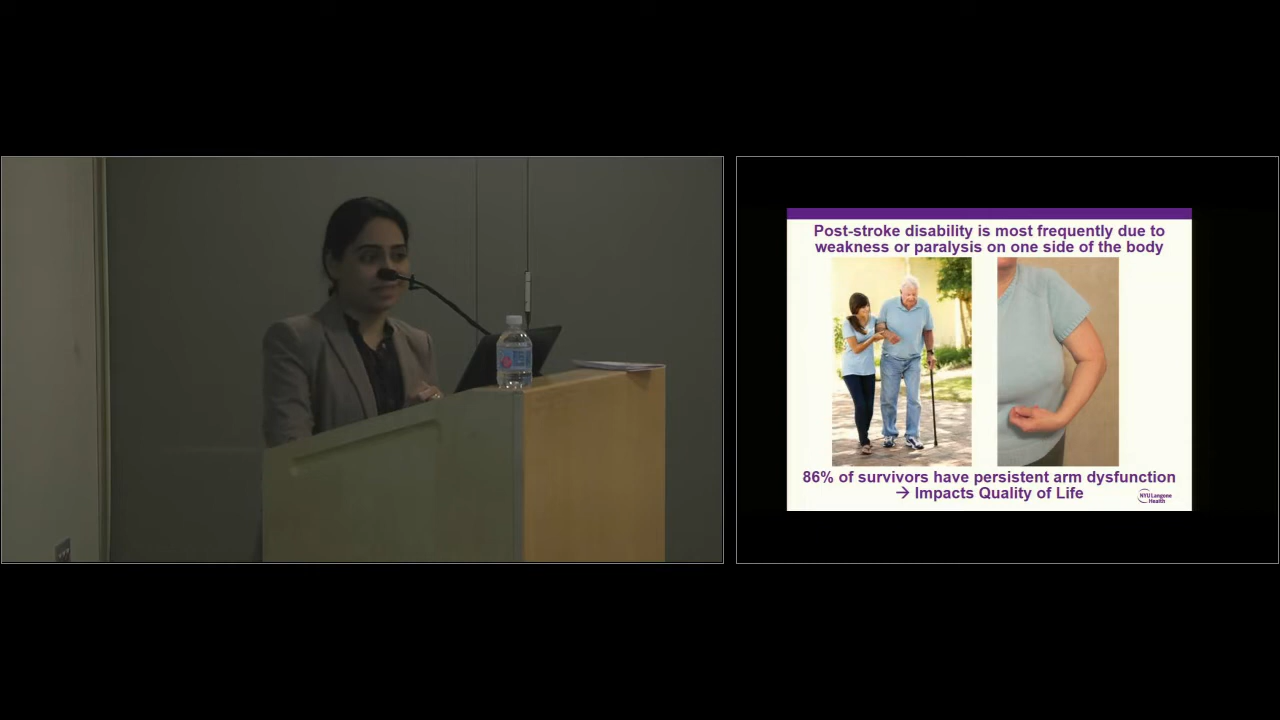 Post-stroke disability is most frequently due to
weakness or paralysis on one side of the body
86% of survivors have persistent arm dysfunction
→ Impacts Quality of Life
NYU Langone
Health